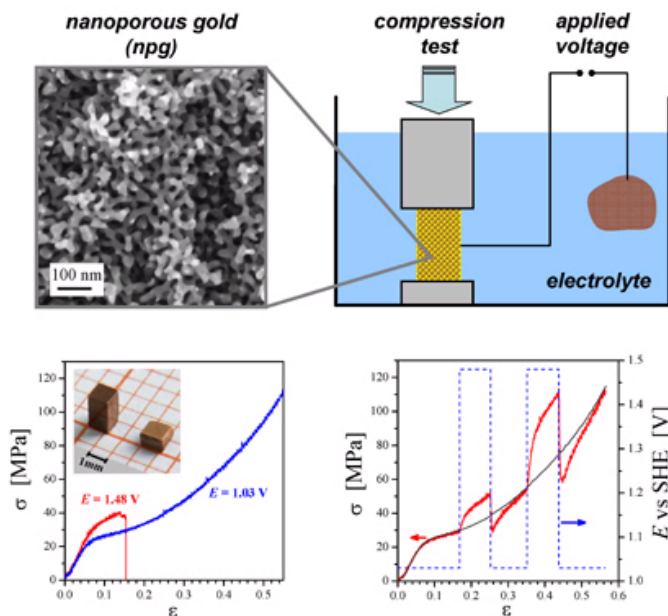 nanoporous gold
(npg)
compression
test
applied
voltage
100 nm
electrolyte
120
100
80
60
40
20
0
σ [MPa]
1mm
E = 1.48 V
E = 1.03 V
0.0 0.1 0.2 0.3 0.4 0.5
ε
120
100
80
60
40
20
0
σ [MPa]
1.5
1.4
1.3
1.2
1.1
1.0
E vs SHE [V]
0.0 0.1 0.2 0.3 0.4 0.5 0.6
ε